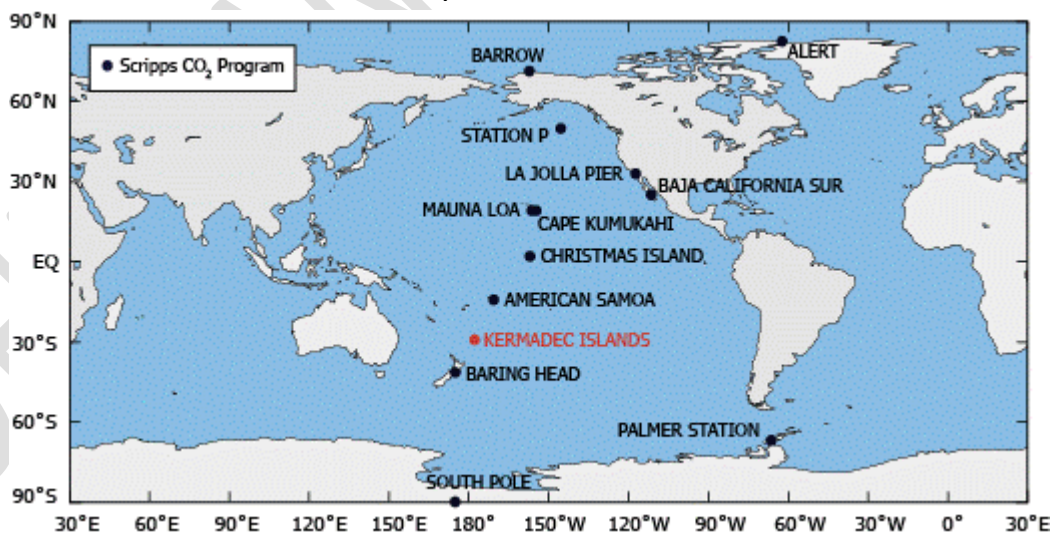 90°N
Scripps CO₂ Program
BARROW
ALERT
60°N
STATION P
LA JOLLA PIER
30°N
BAJA CALIFORNIA SUR
MAUNA LOA
CAPE KUMUKAHI
EQ
CHRISTMAS ISLAND
AMERICAN SAMOA
30°S
KERMADEC ISLANDS
BARING HEAD
60°S
PALMER STATION
SOUTH POLE
90°S
30°E 60°E 90°E 120°E 150° 180° 150°W 120°W 90°W 60°W 30°W 0° 30°E